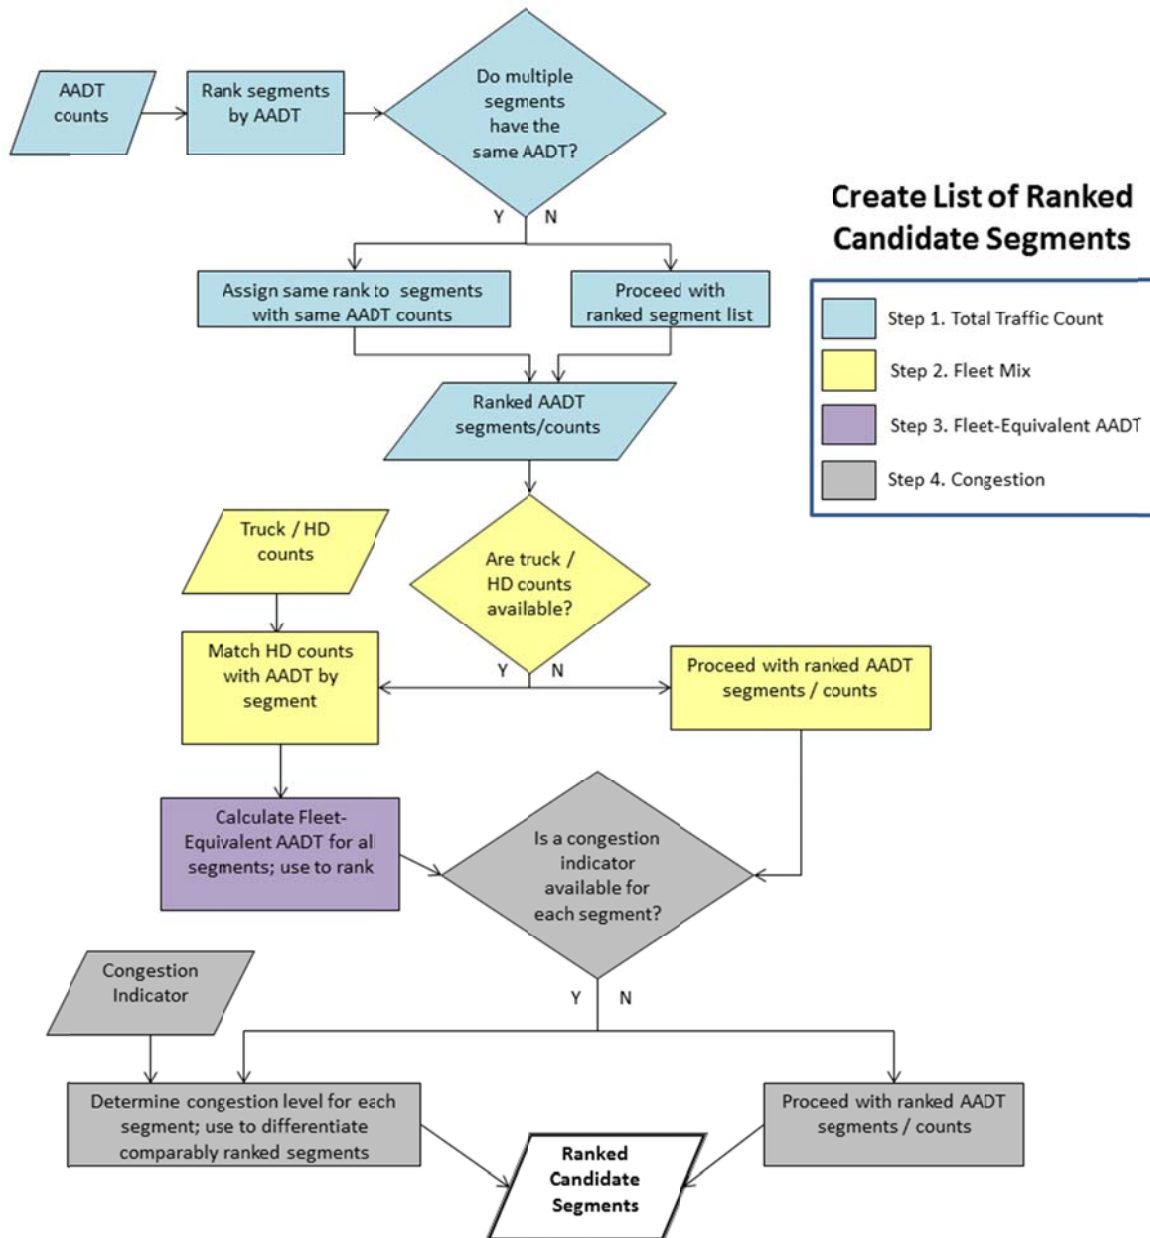 AADT
counts
Rank segments
by AADT
Do multiple
segments
have the
same AADT?
Y N
Create List of Ranked
Candidate Segments
Assign same rank to segments
with same AADT counts
Proceed with
ranked segment list
Step 1. Total Traffic Count
Step 2. Fleet Mix
Step 3. Fleet-Equivalent AADT
Step 4. Congestion
Ranked AADT
segments/counts
Truck / HD
counts
Are truck /
HD counts
available?
Y N
Match HD counts
with AADT by
segment
Proceed with ranked AADT
segments / counts
Calculate Fleet-
Equivalent AADT for all
segments; use to rank
Is a congestion
indicator
available for
each segment?
Y N
Congestion
Indicator
Determine congestion level for each
segment; use to differentiate
comparably ranked segments
Proceed with ranked AADT
segments / counts
Ranked
Candidate
Segments